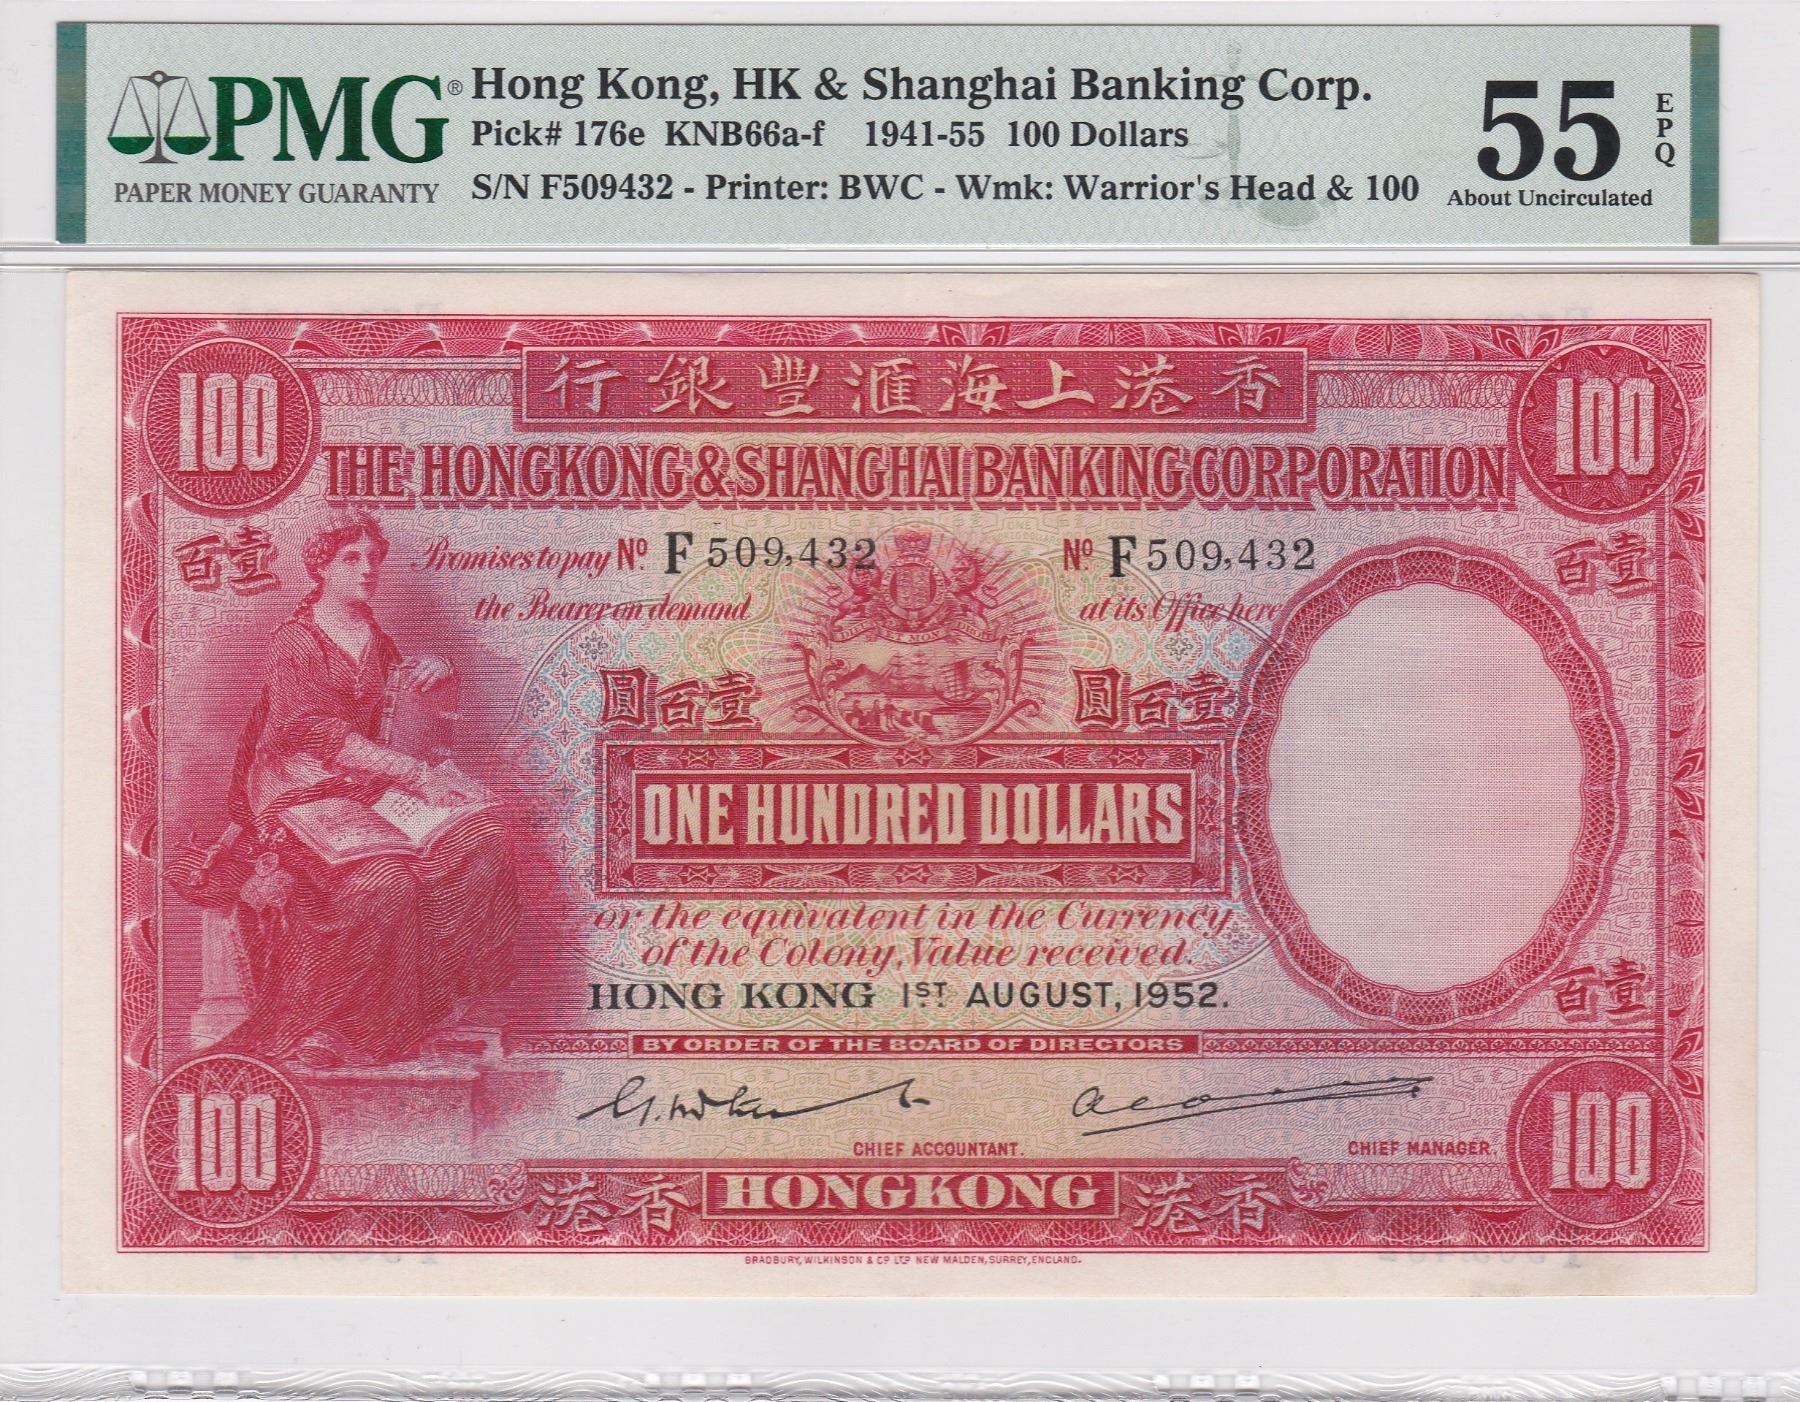 PMG®
PAPER MONEY GUARANTY
Hong Kong, HK & Shanghai Banking Corp.
Pick# 176e KNB66a-f 1941-55 100 Dollars
S/N F509432 - Printer: BWC - Wmk: Warrior's Head & 100
55
EPQ
About Uncirculated
100
行銀豐滙海上港香
100
THE HONGKONG & SHANGHAI BANKING CORPORATION
百壹
Promises to pay Nº. F 509,432
Nº. F 509,432
百壹
the Bearer on demand
at its Office here
圓百壹
圓百壹
ONE HUNDRED DOLLARS
or the equivalent in the Currency
of the Colony, Value received.
HONG KONG 1ST AUGUST, 1952.
百壹
BY ORDER OF THE BOARD OF DIRECTORS
100
CHIEF ACCOUNTANT.
CHIEF MANAGER.
100
港香
HONGKONG
港香
BRADBURY, WILKINSON & Cº LTD NEW MALDEN, SURREY, ENGLAND.